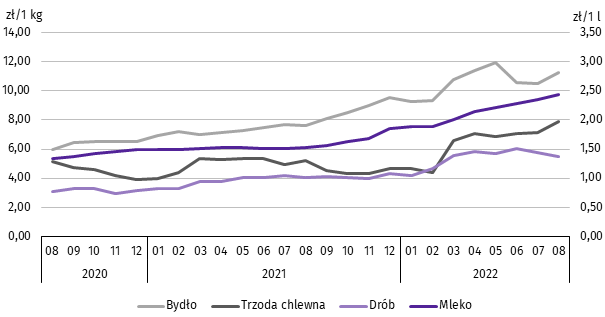 zł/1 kg zł/1 l
14,00 3,50
12,00 3,00
10,00 2,50
8,00 2,00
6,00 1,50
4,00 1,00
2,00 0,50
0,00 0,00
08 09 10 11 12 01 02 03 04 05 06 07 08 09 10 11 12 01 02 03 04 05 06 07 08
2020 2021 2022
Bydło Trzoda chlewna Drób Mleko